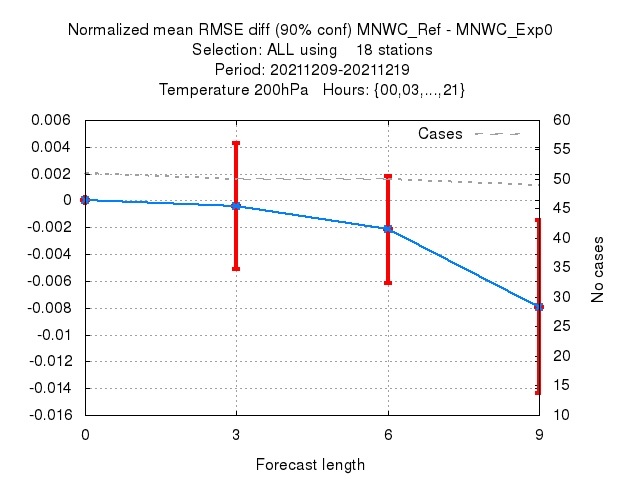 Normalized mean RMSE diff (90% conf) MNWC_Ref - MNWC_Exp0
Selection: ALL using    18 stations
Period: 20211209-20211219
Temperature 200hPa   Hours: {00,03,...,21}
Cases
0.006
0.004
0.002
0
-0.002
-0.004
-0.006
-0.008
-0.01
-0.012
-0.014
-0.016
60
55
50
45
40
35
30
25
20
15
10
No cases
0 3 6 9
Forecast length